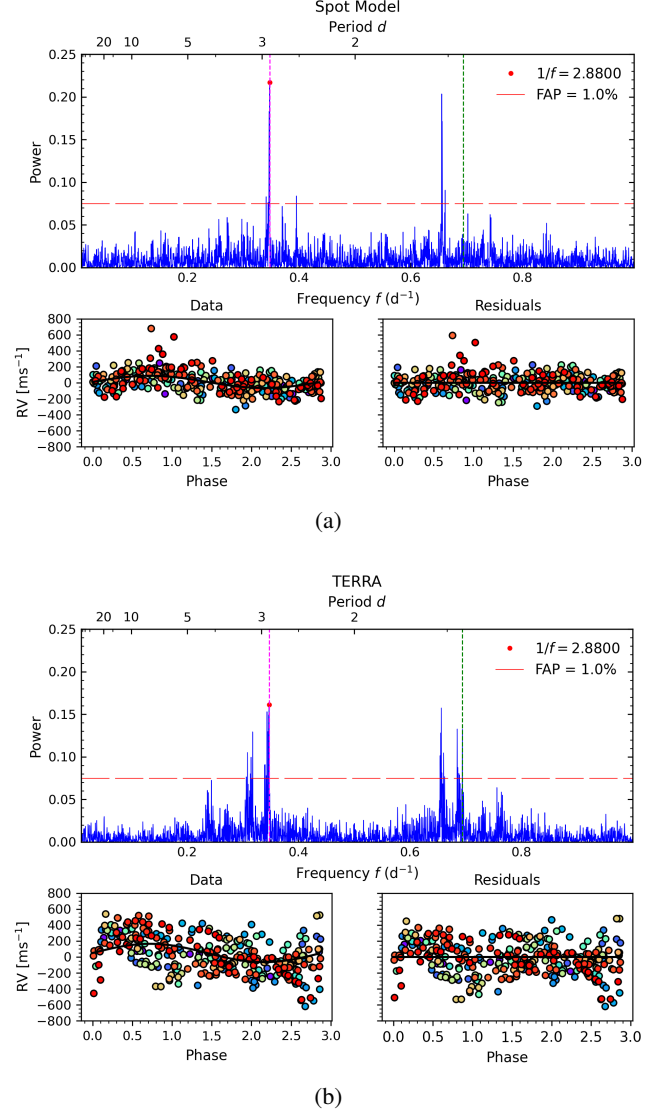 Spot Model
Period d
20 10 5 3 2
0.25
0.20
0.15
0.10
0.05
0.00
Power
1/f = 2.8800
FAP = 1.0%
0.2 0.4 0.6 0.8
Frequency f (d⁻¹)
Data Residuals
800
600
400
200
0
−200
−400
−600
−800
RV [ms⁻¹]
0.0 0.5 1.0 1.5 2.0 2.5 3.0 0.0 0.5 1.0 1.5 2.0 2.5 3.0
Phase Phase
(a)
TERRA
Period d
20 10 5 3 2
0.25
0.20
0.15
0.10
0.05
0.00
Power
1/f = 2.8800
FAP = 1.0%
0.2 0.4 0.6 0.8
Frequency f (d⁻¹)
Data Residuals
800
600
400
200
0
−200
−400
−600
−800
RV [ms⁻¹]
0.0 0.5 1.0 1.5 2.0 2.5 3.0 0.0 0.5 1.0 1.5 2.0 2.5 3.0
Phase Phase
(b)